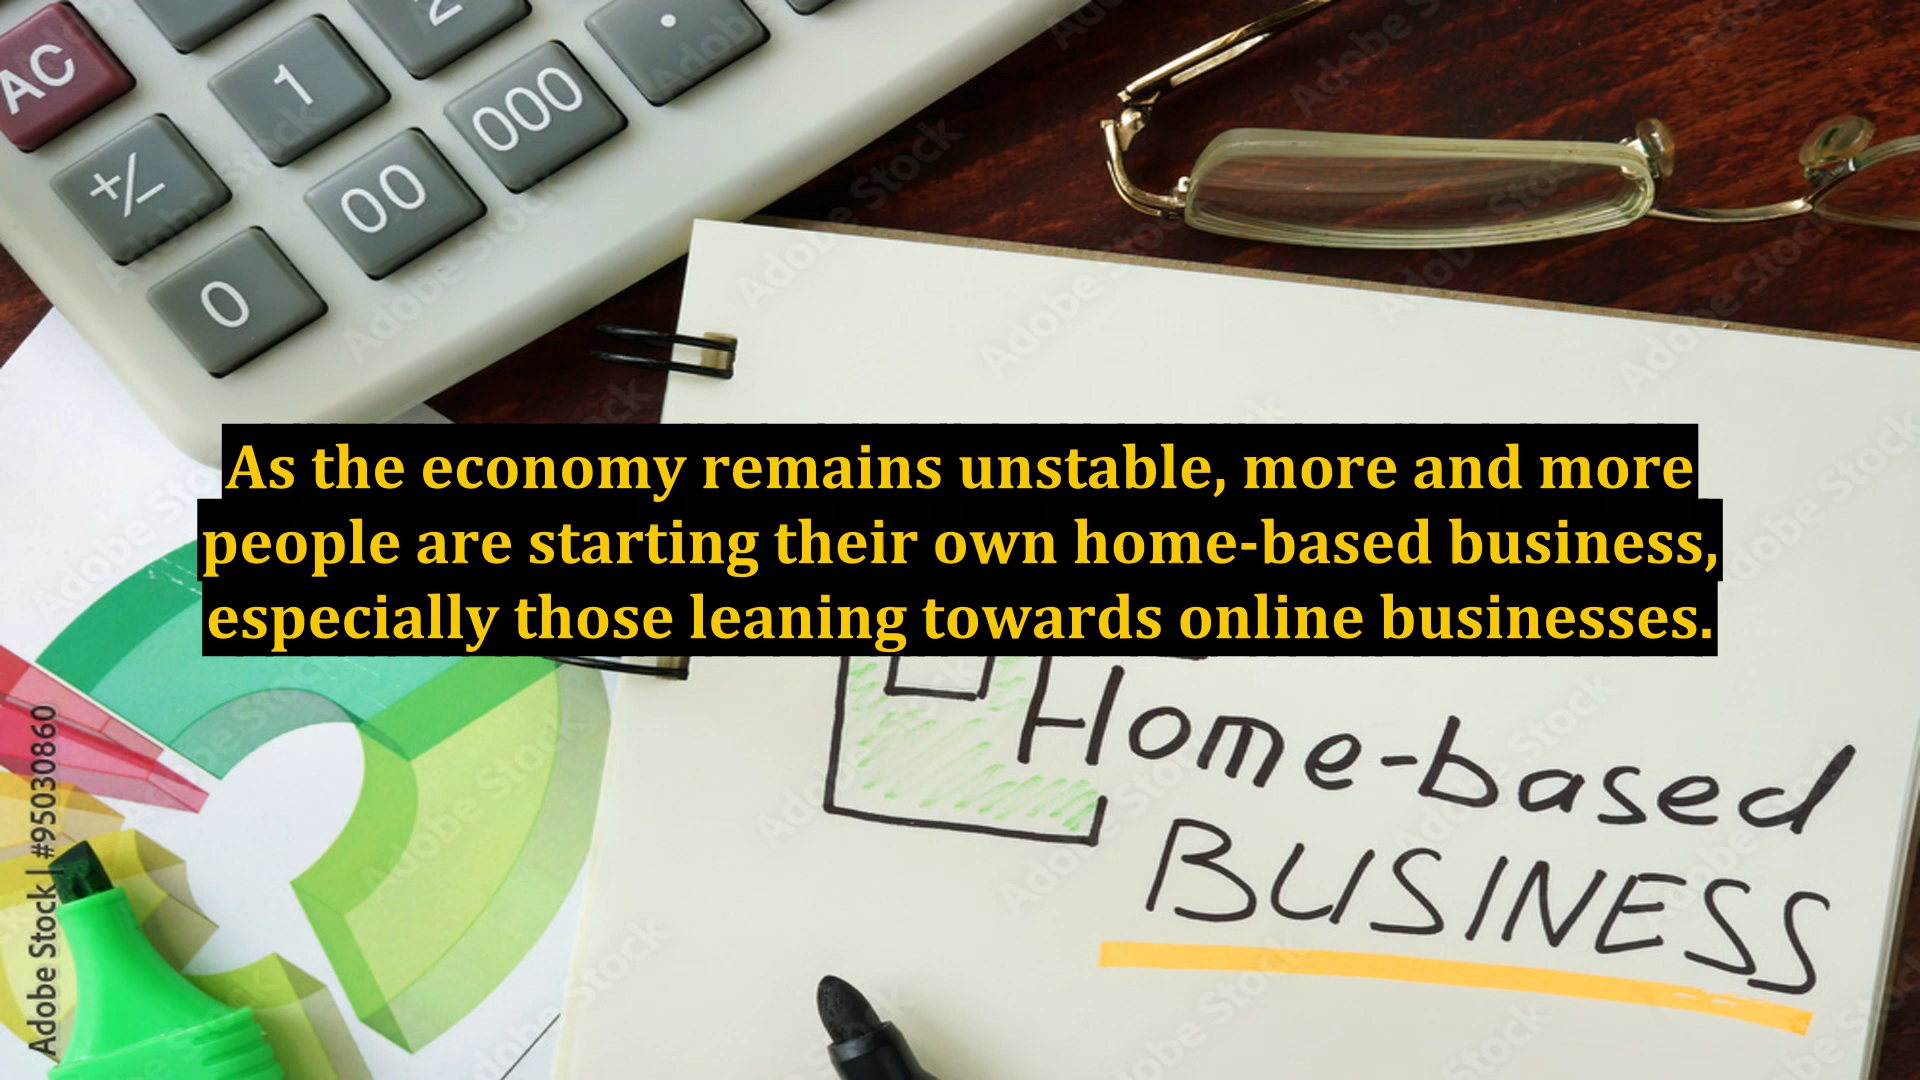 AC
1
2
.
+/-
00
000
0
As the economy remains unstable, more and more
people are starting their own home-based business,
especially those leaning towards online businesses.
Home-based
BUSINESS
Adobe Stock | #95030860